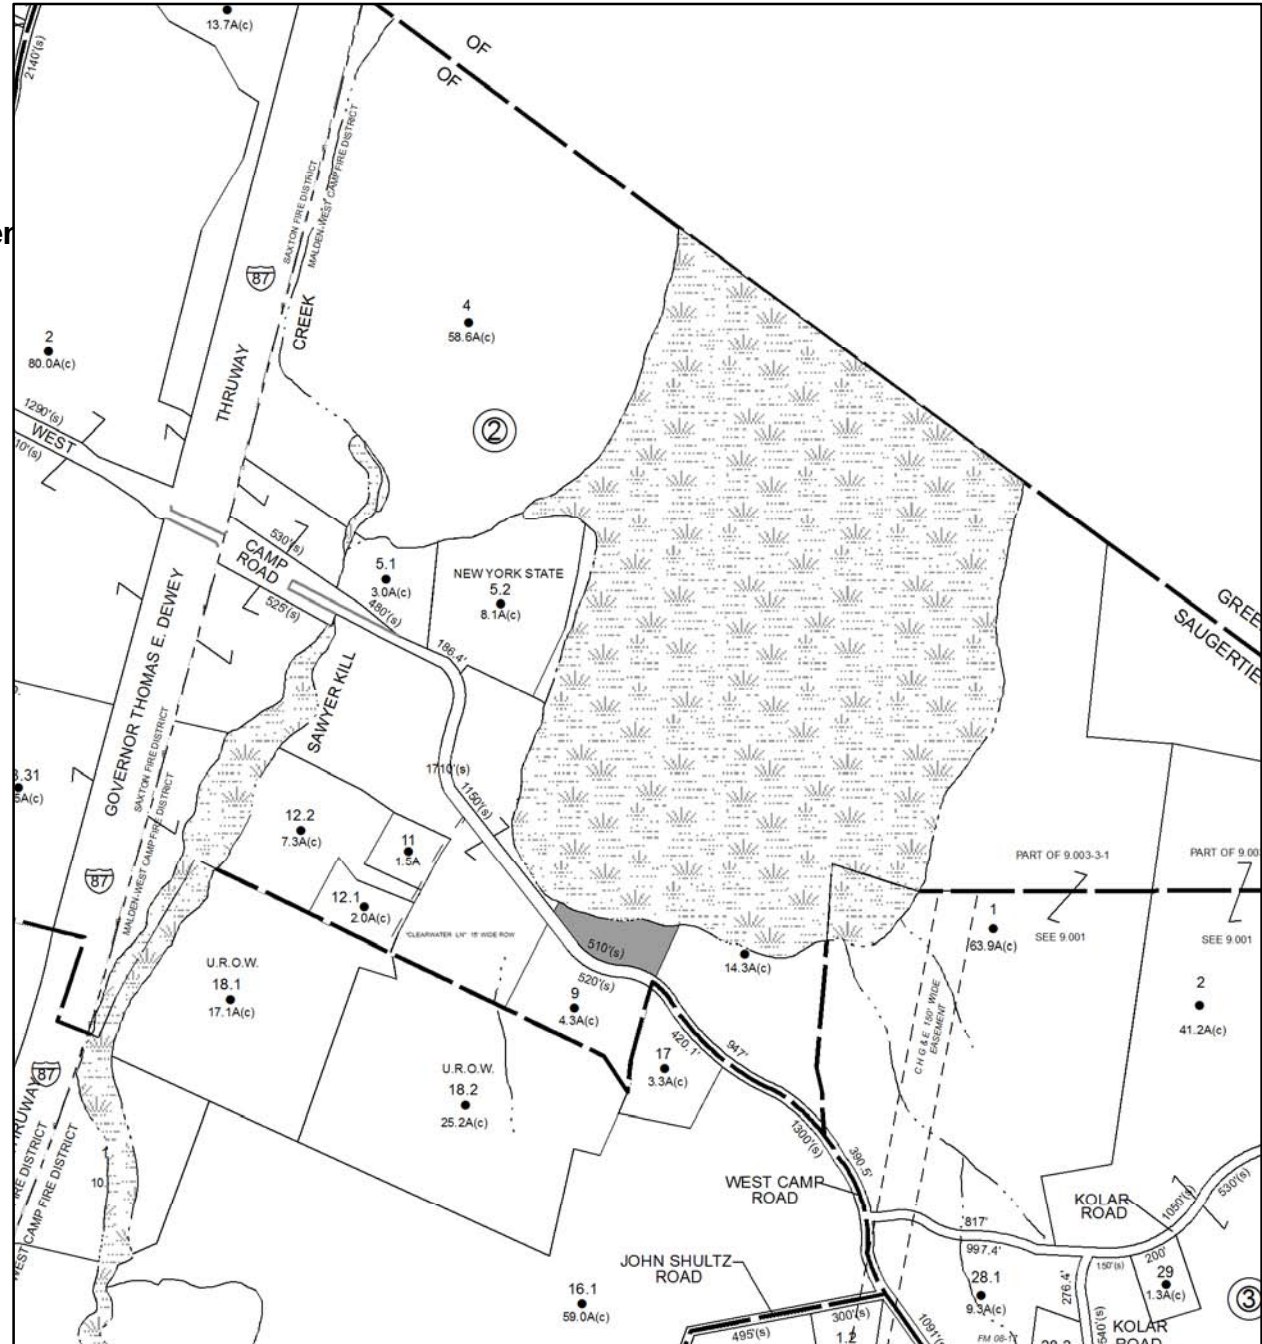 13.7A(c)
2140'(s)
OF
OF
SAXTON FIRE DISTRICT
MALDEN-WEST CAMP FIRE DISTRICT
87
CREEK
4
58.6A(c)
2
80.0A(c)
THRUWAY
2
1290'(s)
WEST
10'(s)
530'(s)
CAMP
ROAD
525'(s)
5.1
3.0A(c)
480'(s)
NEW YORK STATE
5.2
8.1A(c)
186.4'
GREE
SAUGERTIE
GOVERNOR THOMAS E. DEWEY
SAWYER KILL
SAXTON FIRE DISTRICT
MALDEN-WEST CAMP FIRE DISTRICT
3.31
5A(c)
1710'(s)
1150'(s)
12.2
7.3A(c)
11
1.5A
87
12.1
2.0A(c)
"CLEARWATER LN" 15' WIDE ROW
PART OF 9.003-3-1
PART OF 9.00
1
63.9A(c)
SEE 9.001
SEE 9.001
510'(s)
520'(s)
14.3A(c)
U.R.O.W.
18.1
17.1A(c)
9
4.3A(c)
2
41.2A(c)
C H G & E 150' WIDE
EASEMENT
420.1'
947'
17
3.3A(c)
87
U.R.O.W.
18.2
25.2A(c)
1300'(s)
390.5'
HRUWAY
IRE DISTRICT
WEST CAMP FIRE DISTRICT
1
10
WEST CAMP
ROAD
KOLAR
ROAD
1050'(s)
530'(s)
817'
997.4'
JOHN SHULTZ
ROAD
150'(s)
200'
16.1
59.0A(c)
28.1
9.3A(c)
276.4'
29
1.3A(c)
3
300'(s)
495'(s)
1.2
1091'(s)
FM 08-17
540'(s)
KOLAR
ROAD